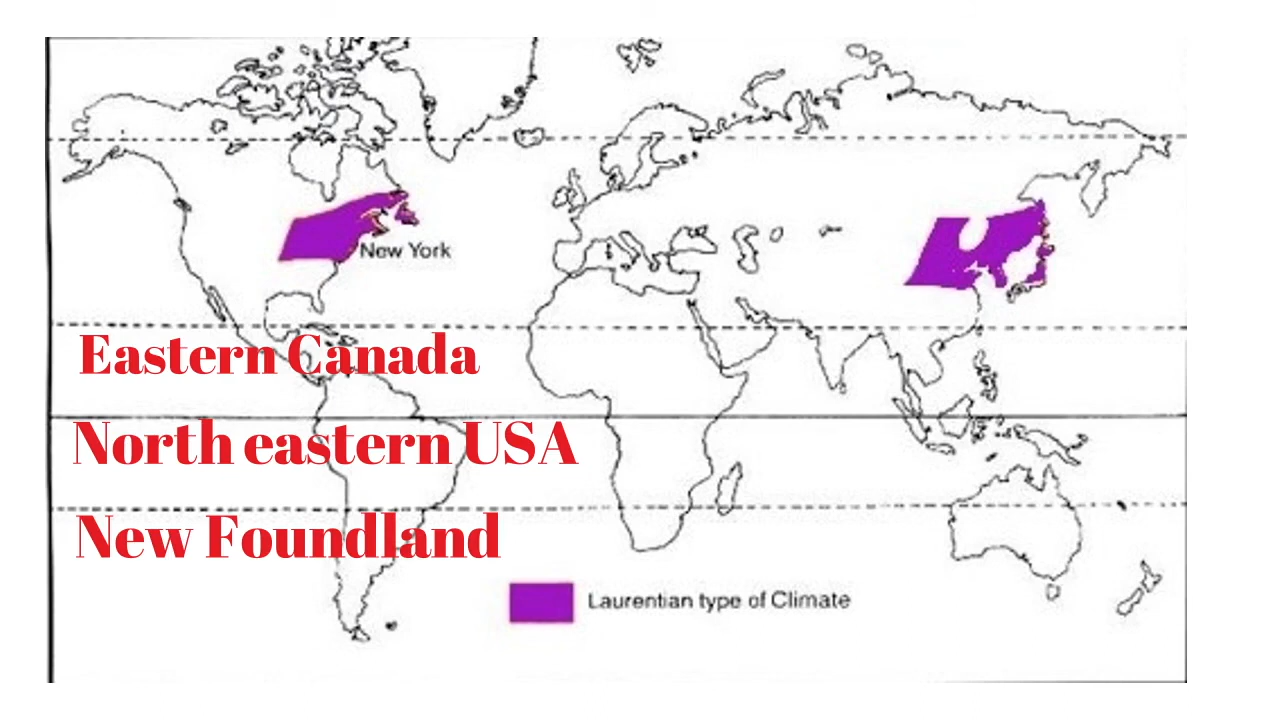 New York
Eastern Canada
North eastern USA
New Foundland
Laurentian type of Climate